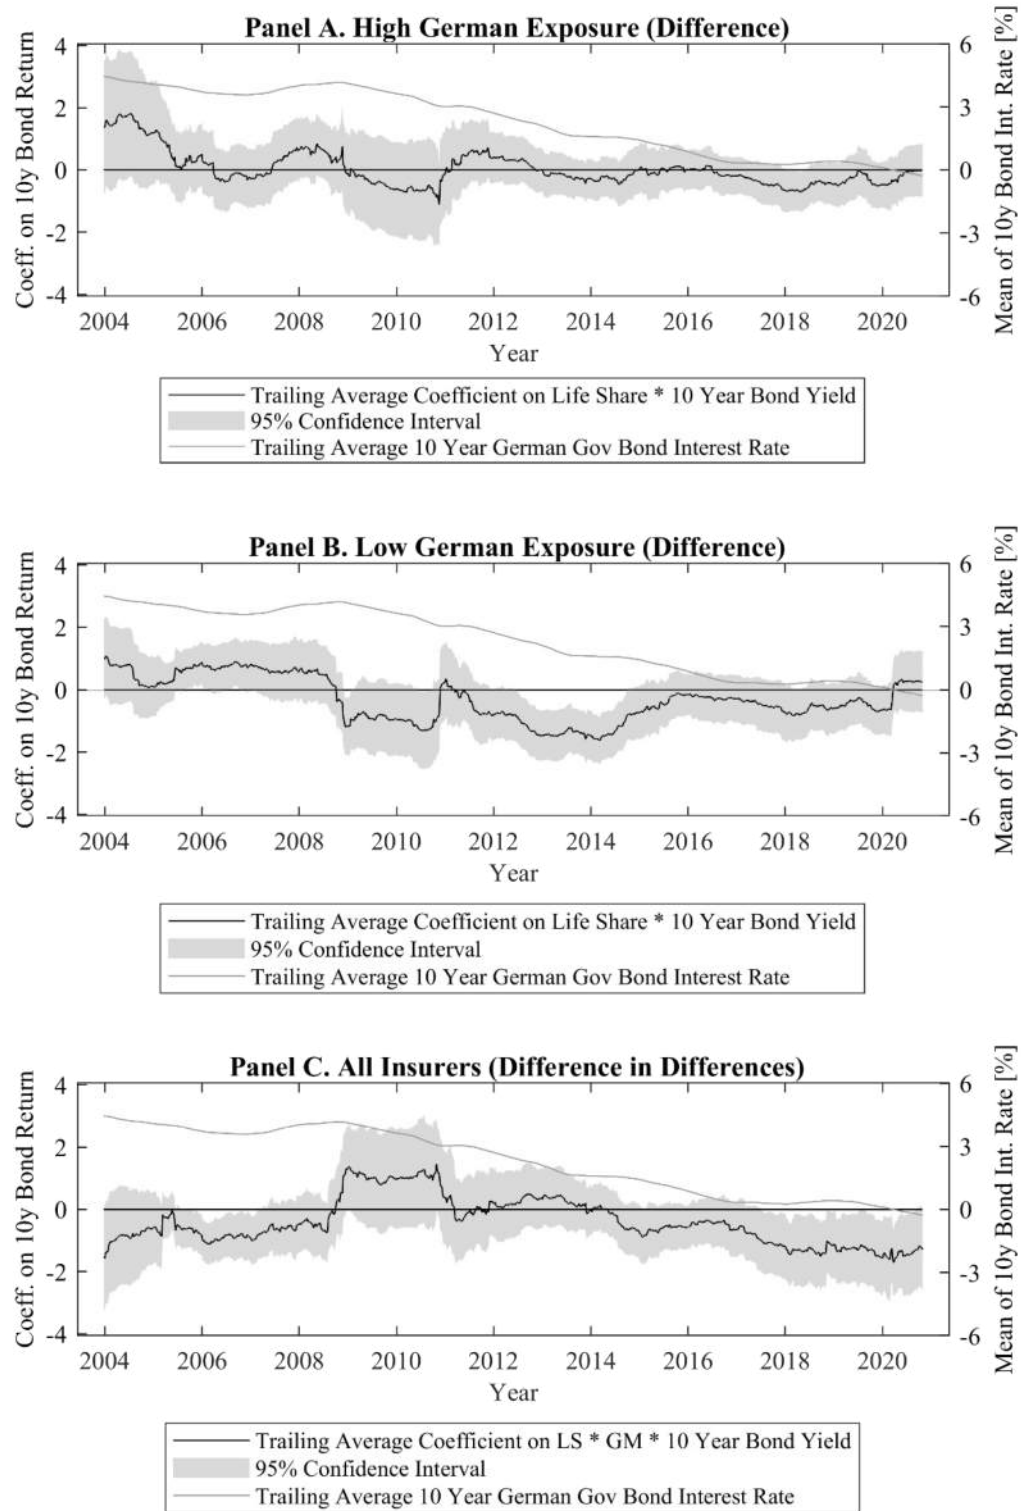 Panel A. High German Exposure (Difference)
Coeff. on 10y Bond Return
4
2
0
-2
-4
6
3
0
-3
-6
Mean of 10y Bond Int. Rate [%]
2004 2006 2008 2010 2012 2014 2016 2018 2020
Year
Trailing Average Coefficient on Life Share * 10 Year Bond Yield
95% Confidence Interval
Trailing Average 10 Year German Gov Bond Interest Rate
Panel B. Low German Exposure (Difference)
Coeff. on 10y Bond Return
4
2
0
-2
-4
6
3
0
-3
-6
Mean of 10y Bond Int. Rate [%]
2004 2006 2008 2010 2012 2014 2016 2018 2020
Year
Trailing Average Coefficient on Life Share * 10 Year Bond Yield
95% Confidence Interval
Trailing Average 10 Year German Gov Bond Interest Rate
Panel C. All Insurers (Difference in Differences)
Coeff. on 10y Bond Return
4
2
0
-2
-4
6
3
0
-3
-6
Mean of 10y Bond Int. Rate [%]
2004 2006 2008 2010 2012 2014 2016 2018 2020
Year
Trailing Average Coefficient on LS * GM * 10 Year Bond Yield
95% Confidence Interval
Trailing Average 10 Year German Gov Bond Interest Rate